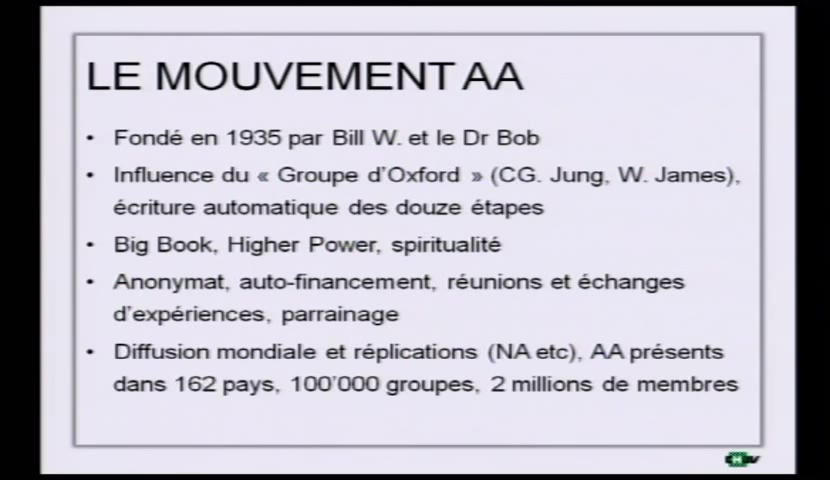 LE MOUVEMENT AA
• Fondé en 1935 par Bill W. et le Dr Bob
• Influence du « Groupe d'Oxford » (CG. Jung, W. James),
écriture automatique des douze étapes
• Big Book, Higher Power, spiritualité
• Anonymat, auto-financement, réunions et échanges
d'expériences, parrainage
• Diffusion mondiale et réplications (NA etc), AA présents
dans 162 pays, 100'000 groupes, 2 millions de membres